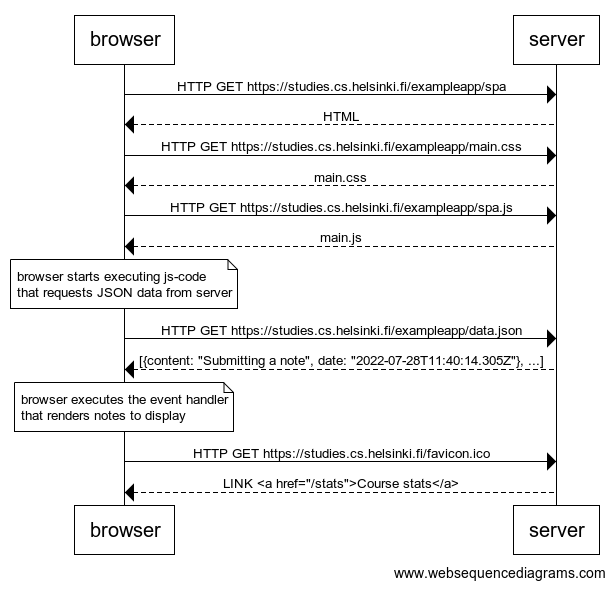 browser
server
HTTP GET https://studies.cs.helsinki.fi/exampleapp/spa
HTML
HTTP GET https://studies.cs.helsinki.fi/exampleapp/main.css
main.css
HTTP GET https://studies.cs.helsinki.fi/exampleapp/spa.js
main.js
browser starts executing js-code
that requests JSON data from server
HTTP GET https://studies.cs.helsinki.fi/exampleapp/data.json
[{content: "Submitting a note", date: "2022-07-28T11:40:14.305Z"}, ...]
browser executes the event handler
that renders notes to display
HTTP GET https://studies.cs.helsinki.fi/favicon.ico
LINK <a href="/stats">Course stats</a>
browser
server
www.websequencediagrams.com